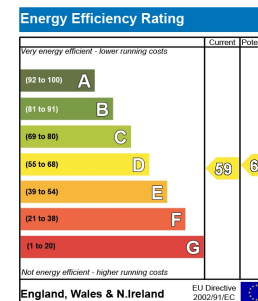 Energy Efficiency Rating
Current
Very energy efficient - lower running costs
(92 to 100) A
(81 to 91) B
(69 to 80) C
(55 to 68) D
59
(39 to 54) E
(21 to 38) F
(1 to 20) G
Not energy efficient - higher running costs
England, Wales & N.Ireland
EU Directive
2002/91/EC